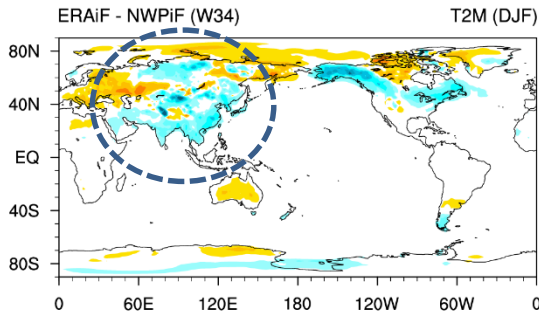 ERAiF - NWPiF (W34) T2M (DJF)
80N
40N
EQ
40S
80S
0 60E 120E 180 120W 60W 0